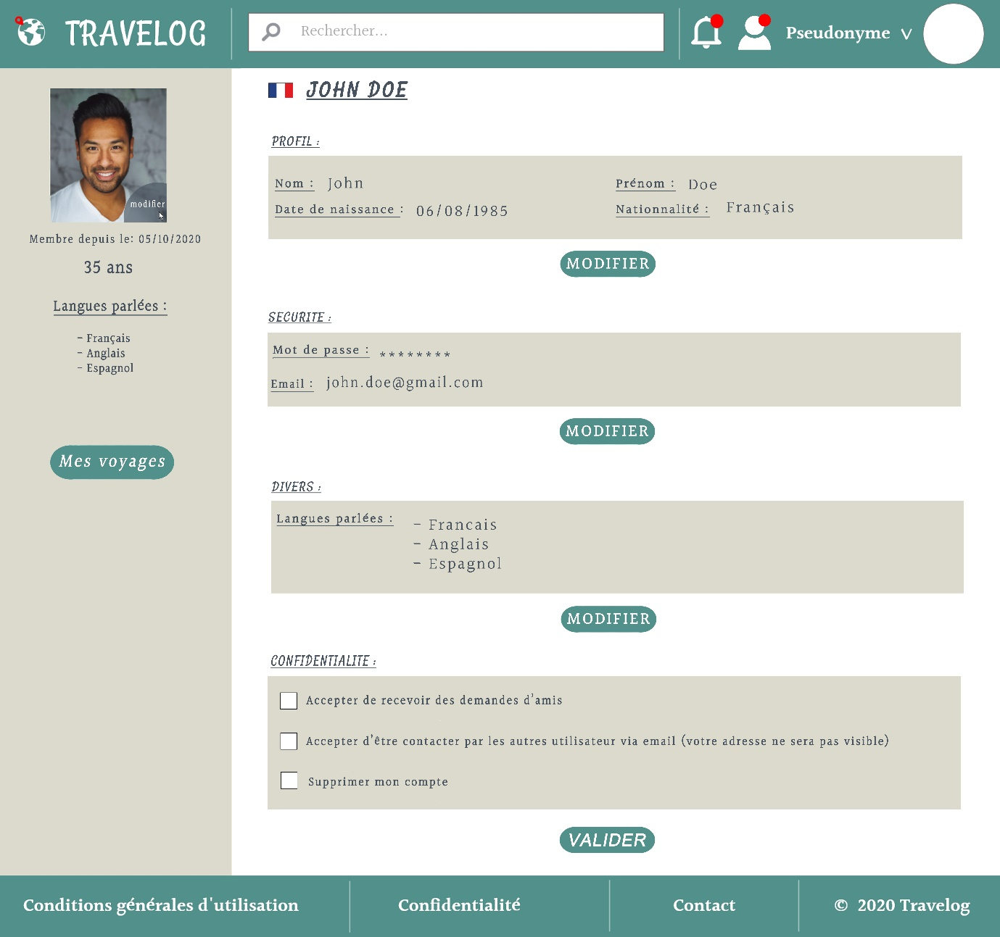 TRAVELOG
Rechercher...
Pseudonyme V
JOHN DOE
modifier
Membre depuis le: 05/10/2020
35 ans
Langues parlées :
- Français
- Anglais
- Espagnol
Mes voyages
PROFIL :
Nom : John Prénom : Doe
Date de naissance : 06/08/1985 Nationnalité : Français
MODIFIER
SECURITE :
Mot de passe : ********
Email : john.doe@gmail.com
MODIFIER
DIVERS :
Langues parlées : - Francais
- Anglais
- Espagnol
MODIFIER
CONFIDENTIALITE :
Accepter de recevoir des demandes d'amis
Accepter d'être contacter par les autres utilisateur via email (votre adresse ne sera pas visible)
Supprimer mon compte
VALIDER
Conditions générales d'utilisation Confidentialité Contact © 2020 Travelog